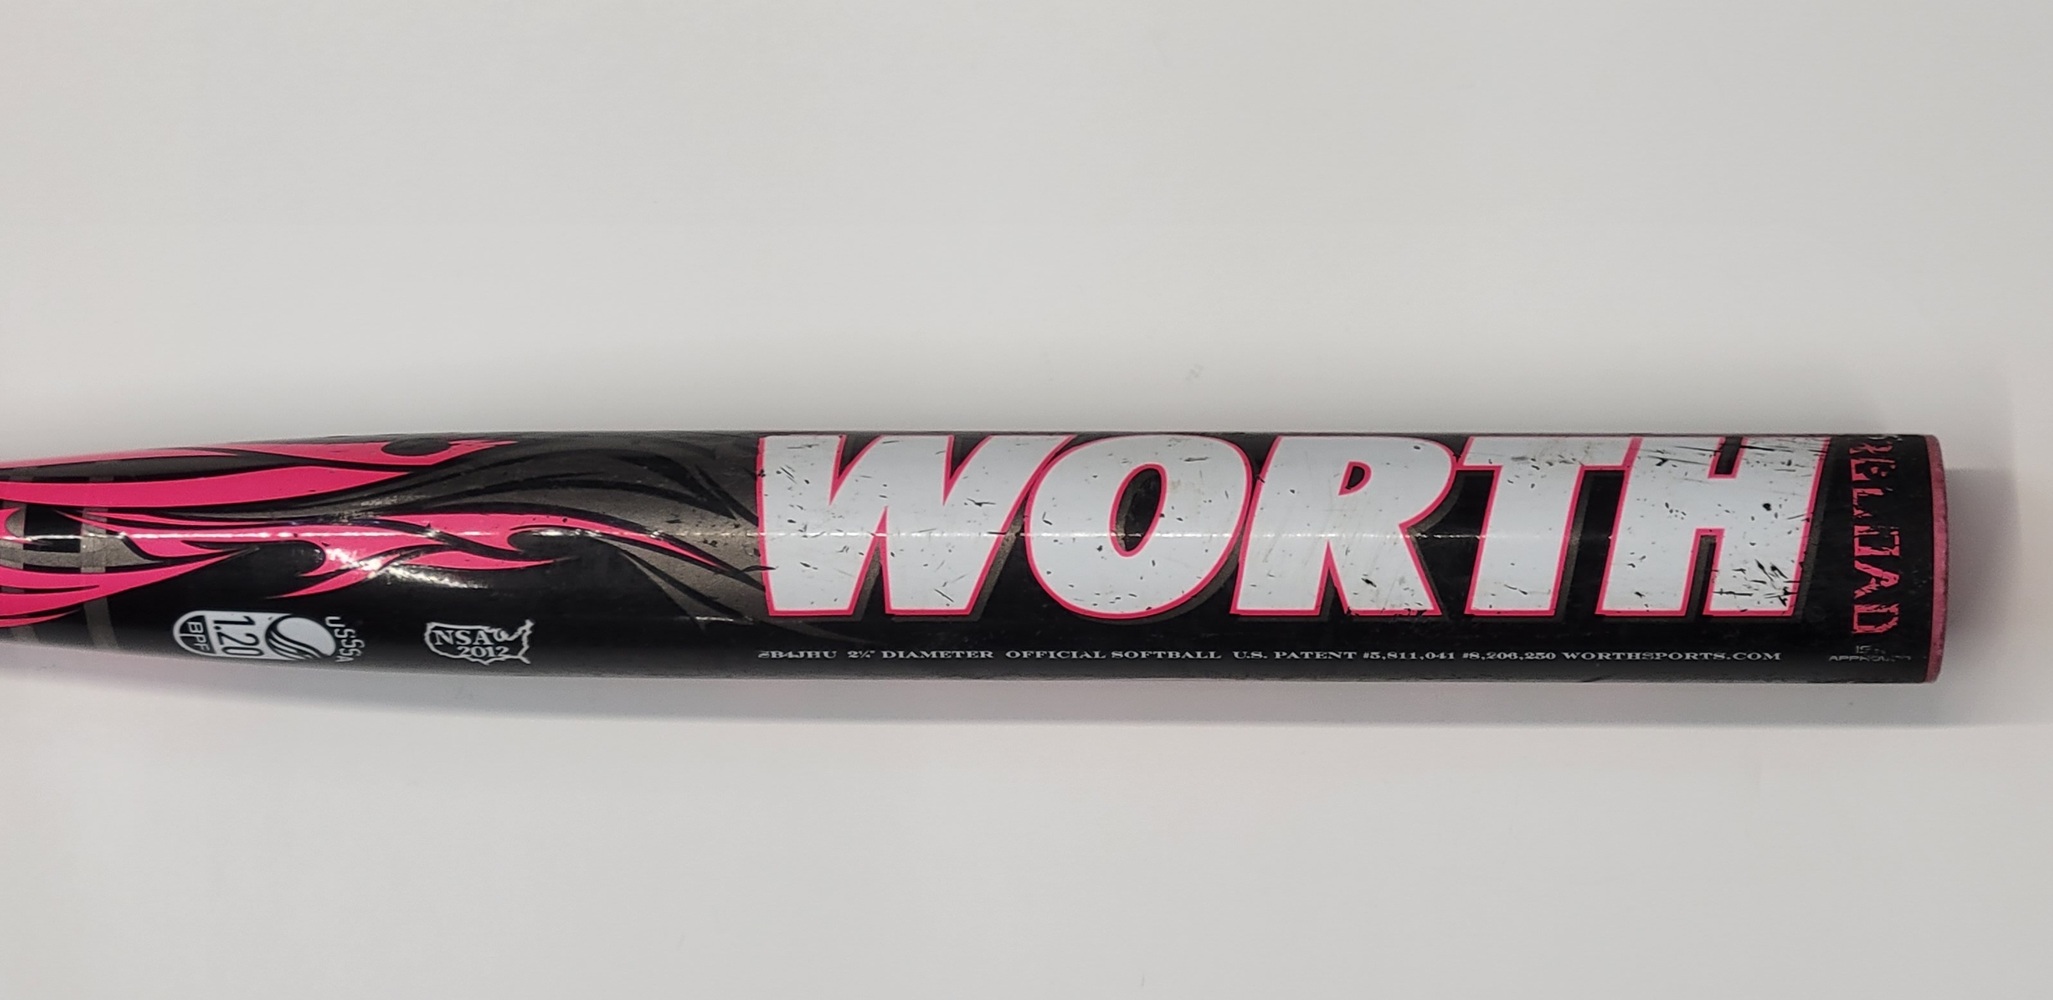 WORTH
USSSA
1.20
BPF
NSA
2012
SB4JHU 2¼" DIAMETER OFFICIAL SOFTBALL U.S. PATENT #5,811,041 #8,206,250 WORTHSPORTS.COM